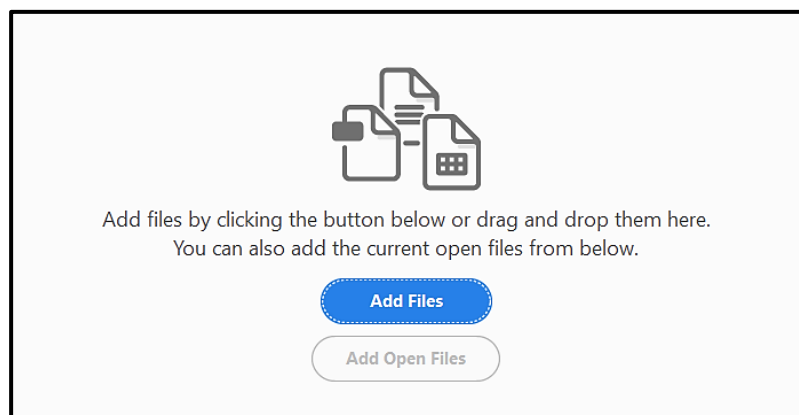 Add files by clicking the button below or drag and drop them here.
You can also add the current open files from below.
Add Files
Add Open Files